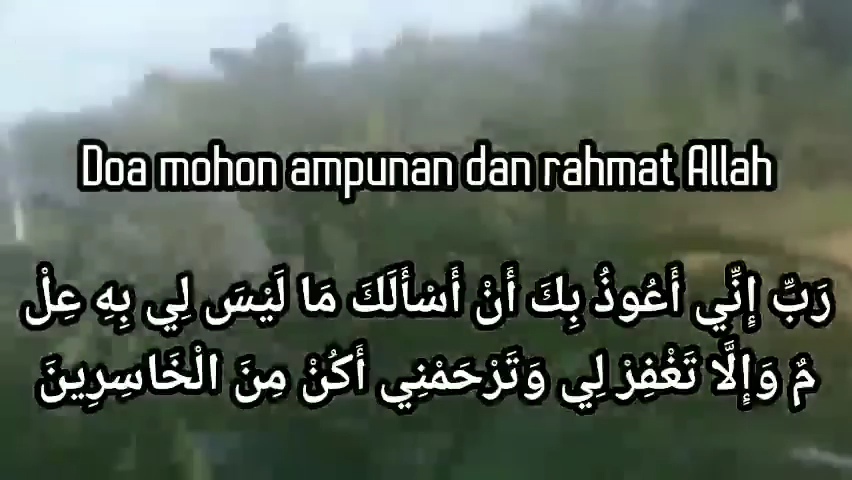 Doa mohon ampunan dan rahmat Allah
رَبِّ إِنِّي أَعُوذُ بِكَ أَنْ أَسْأَلَكَ مَا لَيْسَ لِي بِهِ عِلْ
مٌ وَإِلَّا تَغْفِرْ لِي وَتَرْحَمْنِي أَكُنْ مِنَ الْخَاسِرِينَ